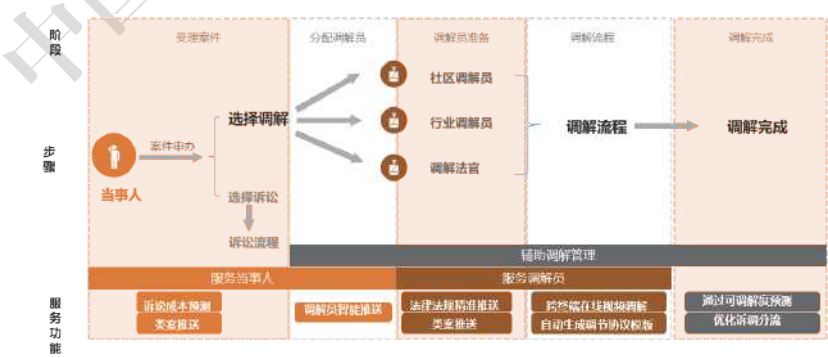 阶段
受理案件
分配调解员
调解员准备
调解流程
调解完成
步骤
当事人
案件申办
选择调解
选择诉讼
诉讼流程
社区调解员
行业调解员
调解法官
调解流程
调解完成
辅助调解管理
服务当事人
服务调解员
服务功能
诉讼成本预测
类案推送
调解员智能推送
法律法规精准推送
类案推送
跨终端在线视频调解
自动生成调节协议模版
通过可调解度预测
优化诉调分流